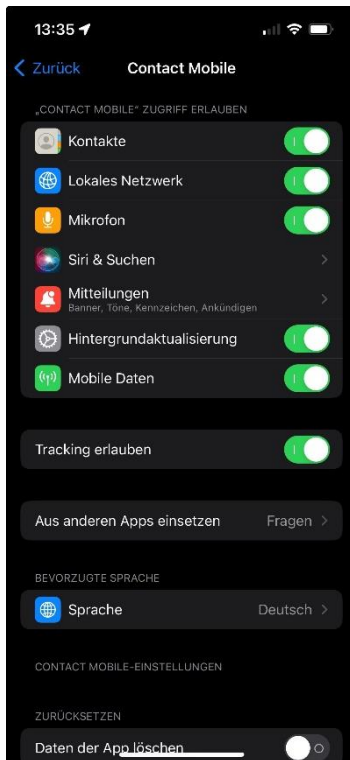 13:35
Zurück
Contact Mobile
„CONTACT MOBILE“ ZUGRIFF ERLAUBEN
Kontakte
Lokales Netzwerk
Mikrofon
Siri & Suchen
Mitteilungen
Banner, Töne, Kennzeichen, Ankündigen
Hintergrundaktualisierung
Mobile Daten
Tracking erlauben
Aus anderen Apps einsetzen Fragen
BEVORZUGTE SPRACHE
Sprache Deutsch
CONTACT MOBILE-EINSTELLUNGEN
ZURÜCKSETZEN
Daten der App löschen